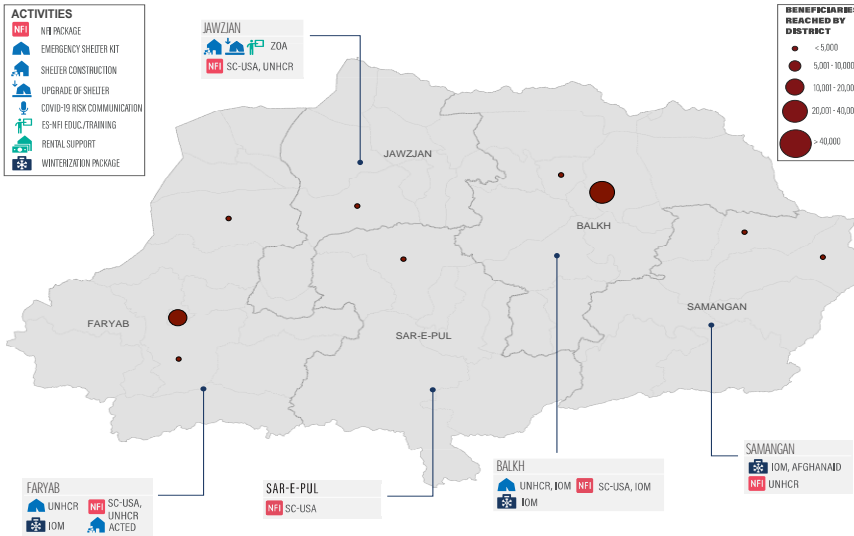 ACTIVITIES
NFI NFI PACKAGE
EMERGENCY SHELTER KIT
SHELTER CONSTRUCTION
UPGRADE OF SHELTER
COVID-19 RISK COMMUNICATION
ES-NFI EDUC./TRAINING
RENTAL SUPPORT
WINTERIZATION PACKAGE
JAWZJAN
ZOA
NFI SC-USA, UNHCR
BENEFICIARIES
REACHED BY
DISTRICT
< 5,000
5,001 - 10,000
10,001 - 20,00
20,001 - 40,00
> 40,000
JAWZJAN
BALKH
FARYAB
SAR-E-PUL
SAMANGAN
FARYAB
UNHCR
NFI SC-USA,
UNHCR
IOM
ACTED
SAR-E-PUL
NFI SC-USA
BALKH
UNHCR, IOM NFI SC-USA, IOM
IOM
SAMANGAN
IOM, AFGHANAID
NFI UNHCR